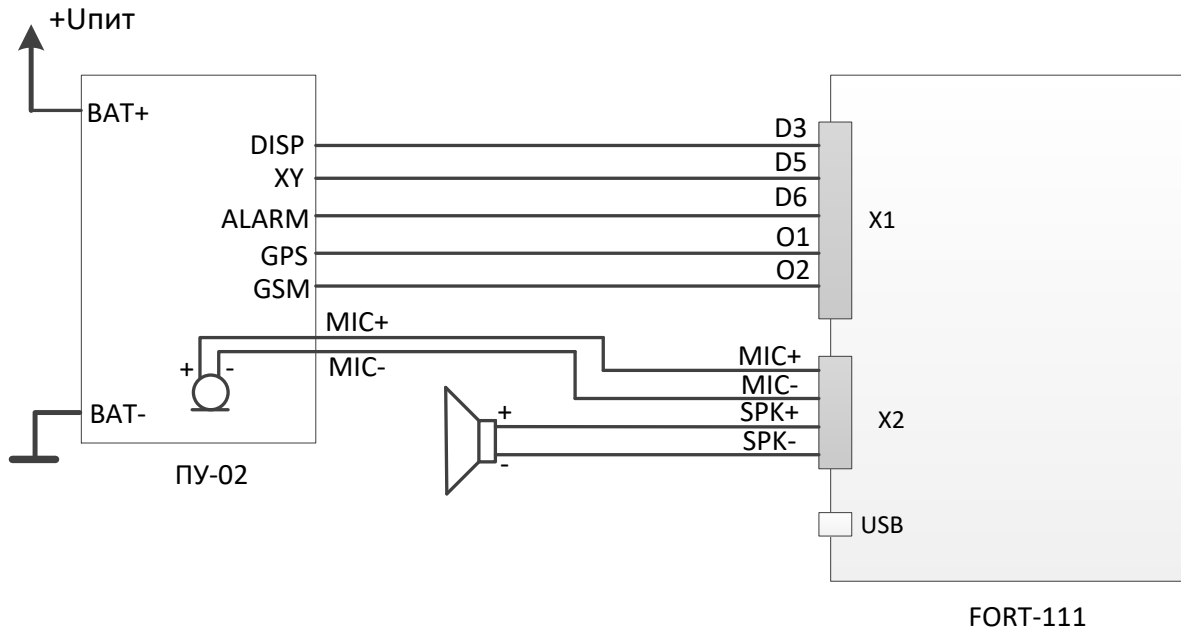 +Uпит
BAT+
DISP
XY
ALARM
GPS
GSM
D3
D5
D6
O1
O2
X1
MIC+
MIC-
+ -
BAT-
ПУ-02
+
-
MIC+
MIC-
SPK+
SPK-
X2
USB
FORT-111